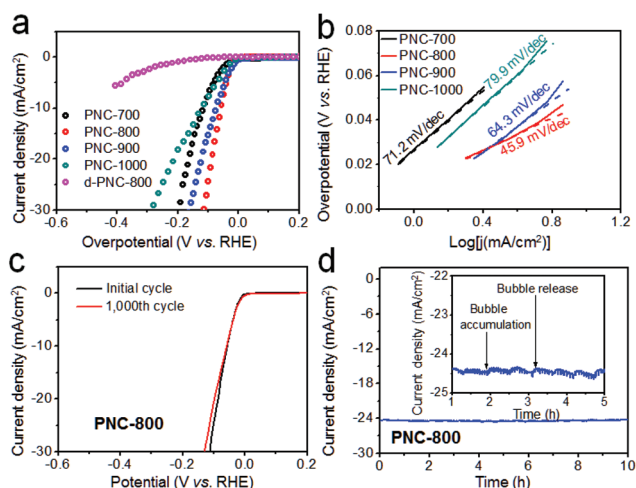 a
Current density (mA/cm²)
0
-10
-20
-30
PNC-700
PNC-800
PNC-900
PNC-1000
d-PNC-800
-0.6
-0.4
-0.2
0.0
0.2
Overpotential (V vs. RHE)
b
Overpotential (V vs. RHE)
0.08
0.06
0.04
0.02
0.00
PNC-700
PNC-800
PNC-900
PNC-1000
71.2 mV/dec
79.9 mV/dec
64.3 mV/dec
45.9 mV/dec
-0.4
0.0
0.4
0.8
1.2
Log[j(mA/cm²)]
c
Current density (mA/cm²)
0
-10
-20
-30
Initial cycle
1,000th cycle
PNC-800
-0.6
-0.4
-0.2
0.0
0.2
Potential (V vs. RHE)
d
Current density (mA/cm²)
0
-6
-12
-18
-24
-30
Current density (mA/cm²)
-22
-23
-24
-25
Bubble release
Bubble
accumulation
1
2
3
4
5
Time (h)
PNC-800
0
2
4
6
8
10
Time (h)